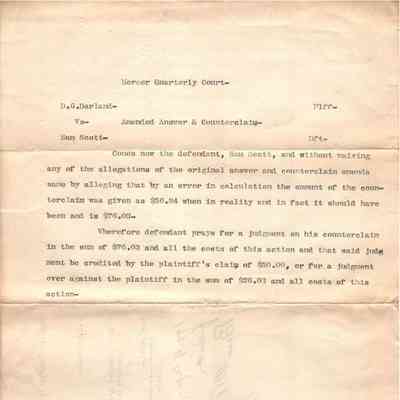 Mercer Quarterly Court-
D.G.Darland- Plff-
Vs- Amended Answer & Counterclaim-
Sam Scott- Dft-
Comes now the defendant, Sam Scott, and without waiving
any of the allegations of the original answer and counterclaim amends
same by alleging that by an error in calculation the amount of the coun-
terclaim was given as $50.94 when in reality and in fact it should have
been and is $76.03-
Wherefore defendant prays for a judgment on his counterclaim
in the sum of $76.03 and all the costs of this action and that said judg
ment be credited by the plaintiff's claim of $50.00, or for a judgment
over against the plaintiff in the sum of $26.03 and all costs of this
action-